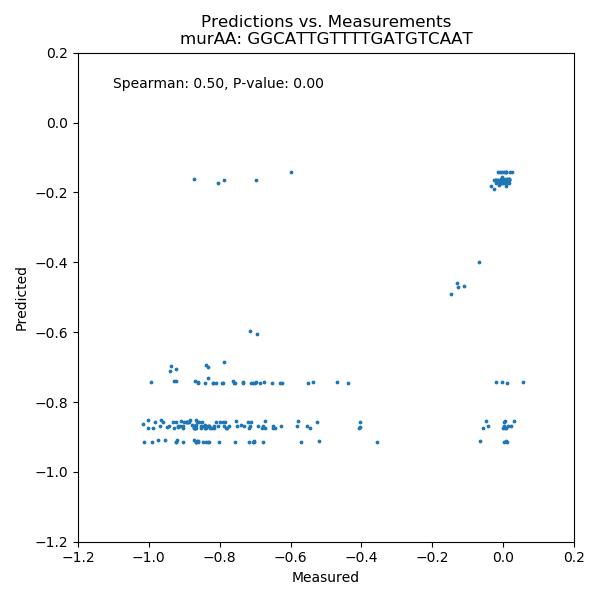 Predictions vs. Measurements
murAA: GGCATTGTTTTGATGTCAAT
0.2
Spearman: 0.50, P-value: 0.00
0.0
−0.2
−0.4
Predicted
−0.6
−0.8
−1.0
−1.2
−1.2 −1.0 −0.8 −0.6 −0.4 −0.2 0.0 0.2
Measured